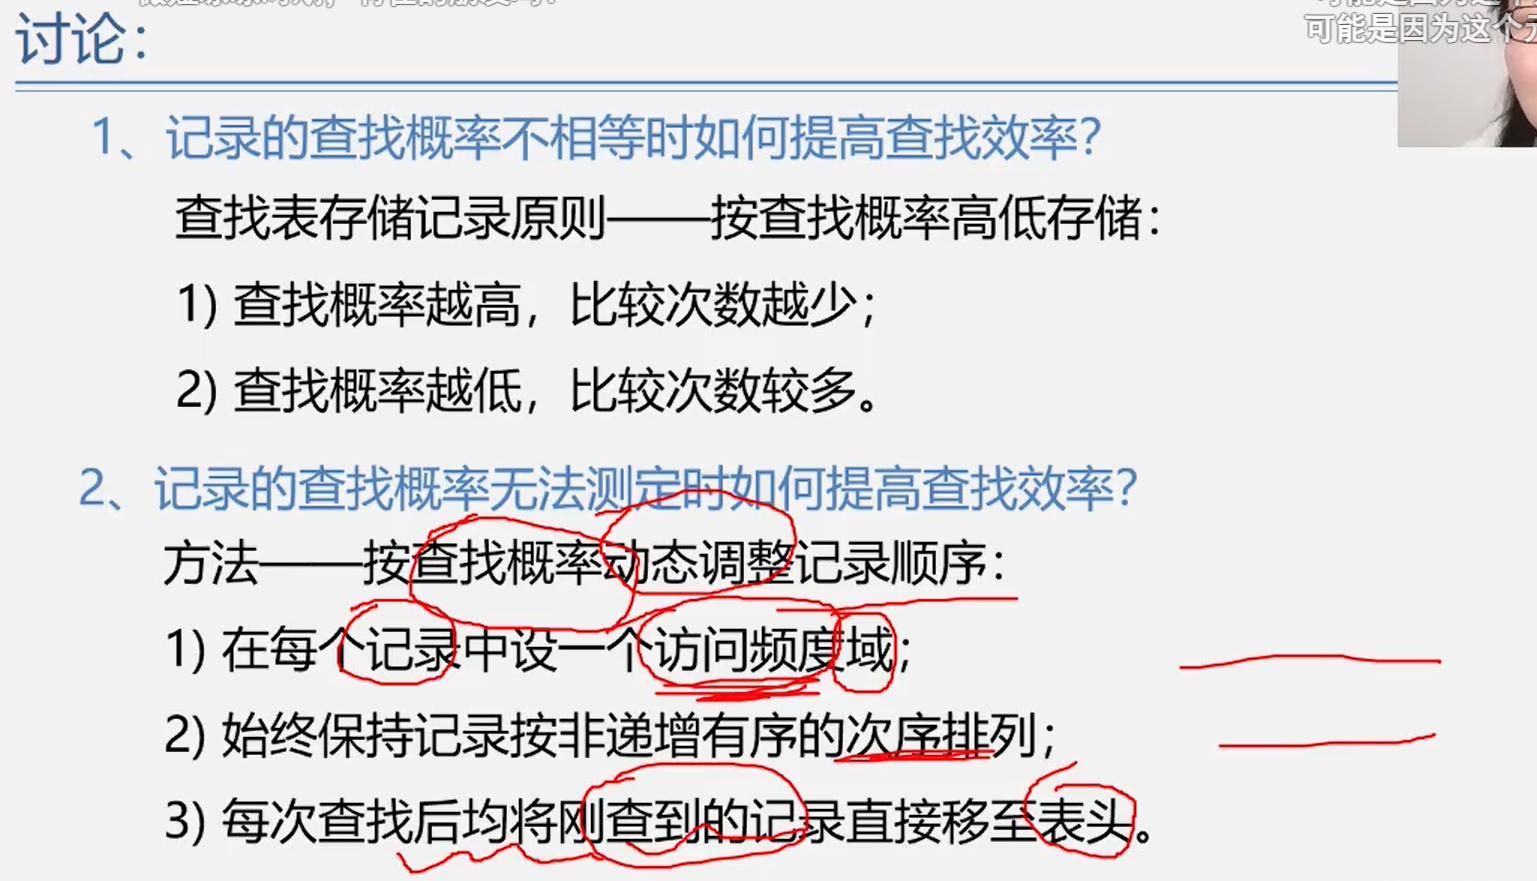 可能是因为这个
讨论：
1、记录的查找概率不相等时如何提高查找效率？
查找表存储记录原则——按查找概率高低存储：
1) 查找概率越高，比较次数越少；
2) 查找概率越低，比较次数较多。
2、记录的查找概率无法测定时如何提高查找效率？
方法——按查找概率动态调整记录顺序：
1) 在每个记录中设一个访问频度域；
2) 始终保持记录按非递增有序的次序排列；
3) 每次查找后均将刚查到的记录直接移至表头。